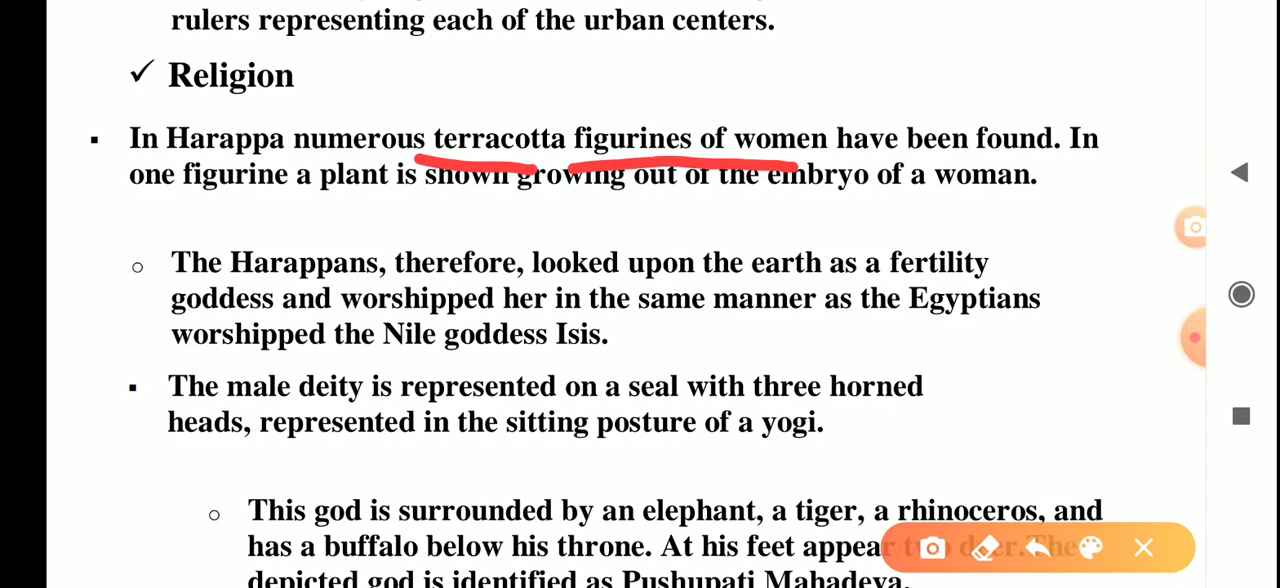 rulers representing each of the urban centers.
✓ Religion
▪ In Harappa numerous terracotta figurines of women have been found. In
one figurine a plant is shown growing out of the embryo of a woman.
○ The Harappans, therefore, looked upon the earth as a fertility
goddess and worshipped her in the same manner as the Egyptians
worshipped the Nile goddess Isis.
▪ The male deity is represented on a seal with three horned
heads, represented in the sitting posture of a yogi.
○ This god is surrounded by an elephant, a tiger, a rhinoceros, and
has a buffalo below his throne. At his feet appear two deer. The
depicted god is identified as Pushupati Mahadeva.